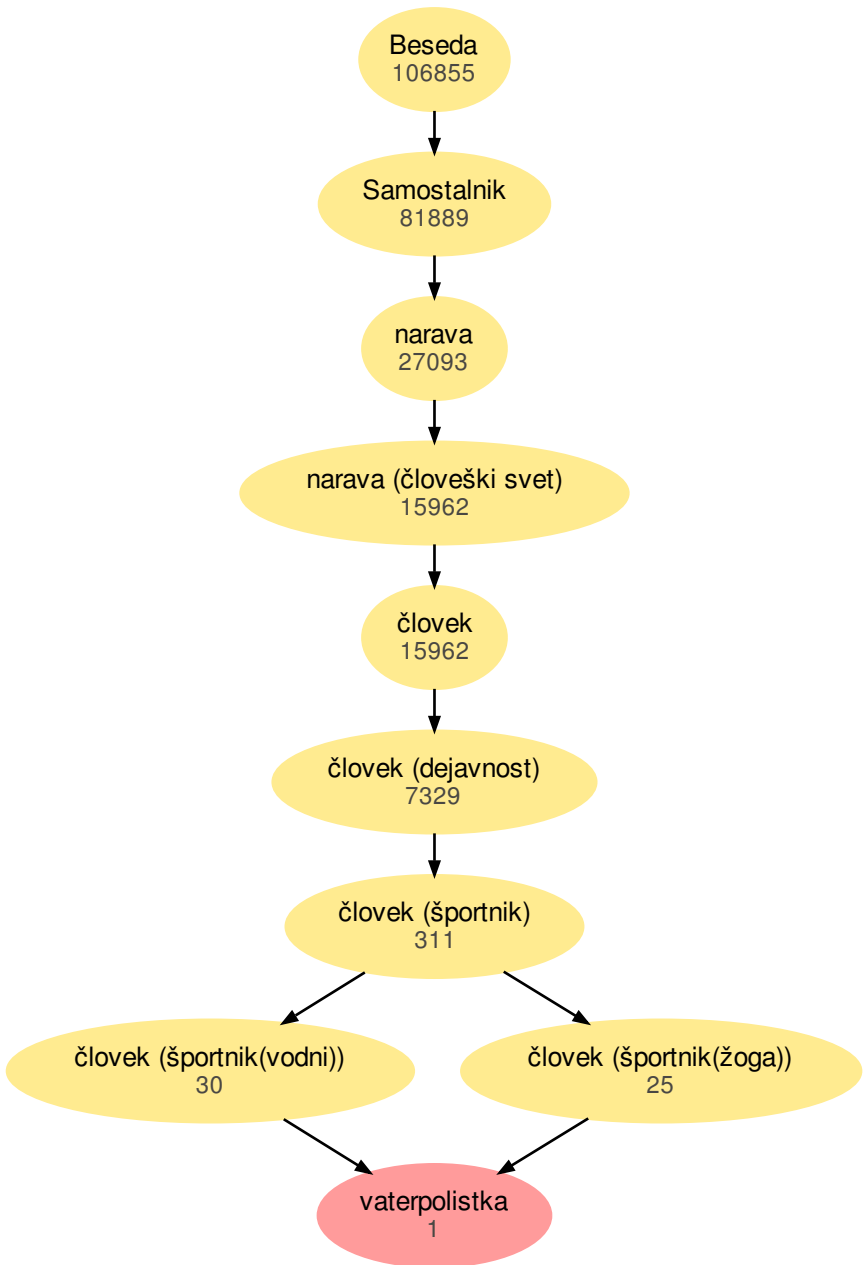 Beseda
106855
Samostalnik
81889
narava
27093
narava (človeški svet)
15962
človek
15962
človek (dejavnost)
7329
človek (športnik)
311
človek (športnik(vodni))
30
človek (športnik(žoga))
25
vaterpolistka
1